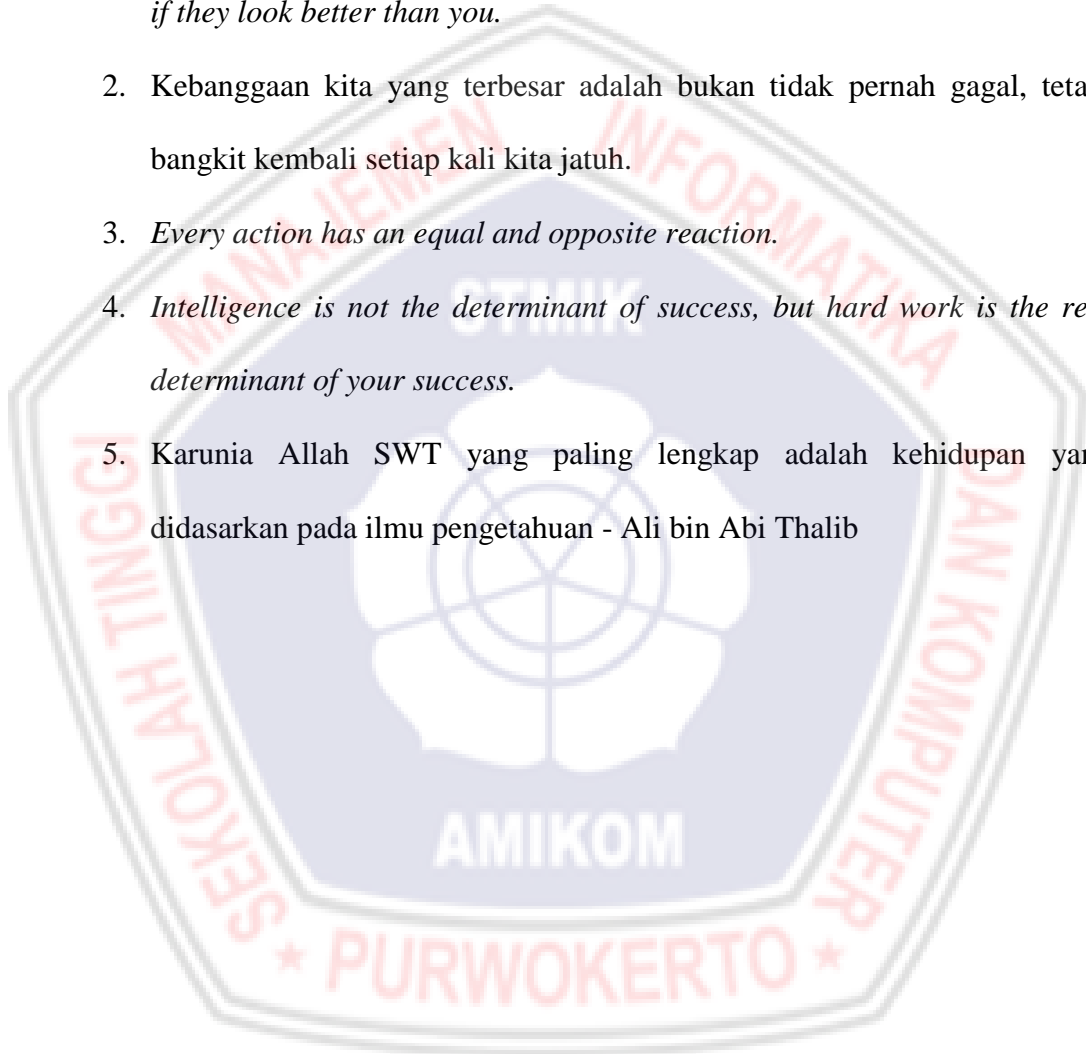 if they look better than you.
2. Kebanggaan kita yang terbesar adalah bukan tidak pernah gagal, teta
bangkit kembali setiap kali kita jatuh.
3. Every action has an equal and opposite reaction.
4. Intelligence is not the determinant of success, but hard work is the re
determinant of your success.
5. Karunia Allah SWT yang paling lengkap adalah kehidupan yan
didasarkan pada ilmu pengetahuan - Ali bin Abi Thalib
SEKOLAH TINGGI MANAJEMEN INFORMATIKA DAN KOMPUTER
STMIK
AMIKOM
* PURWOKERTO *